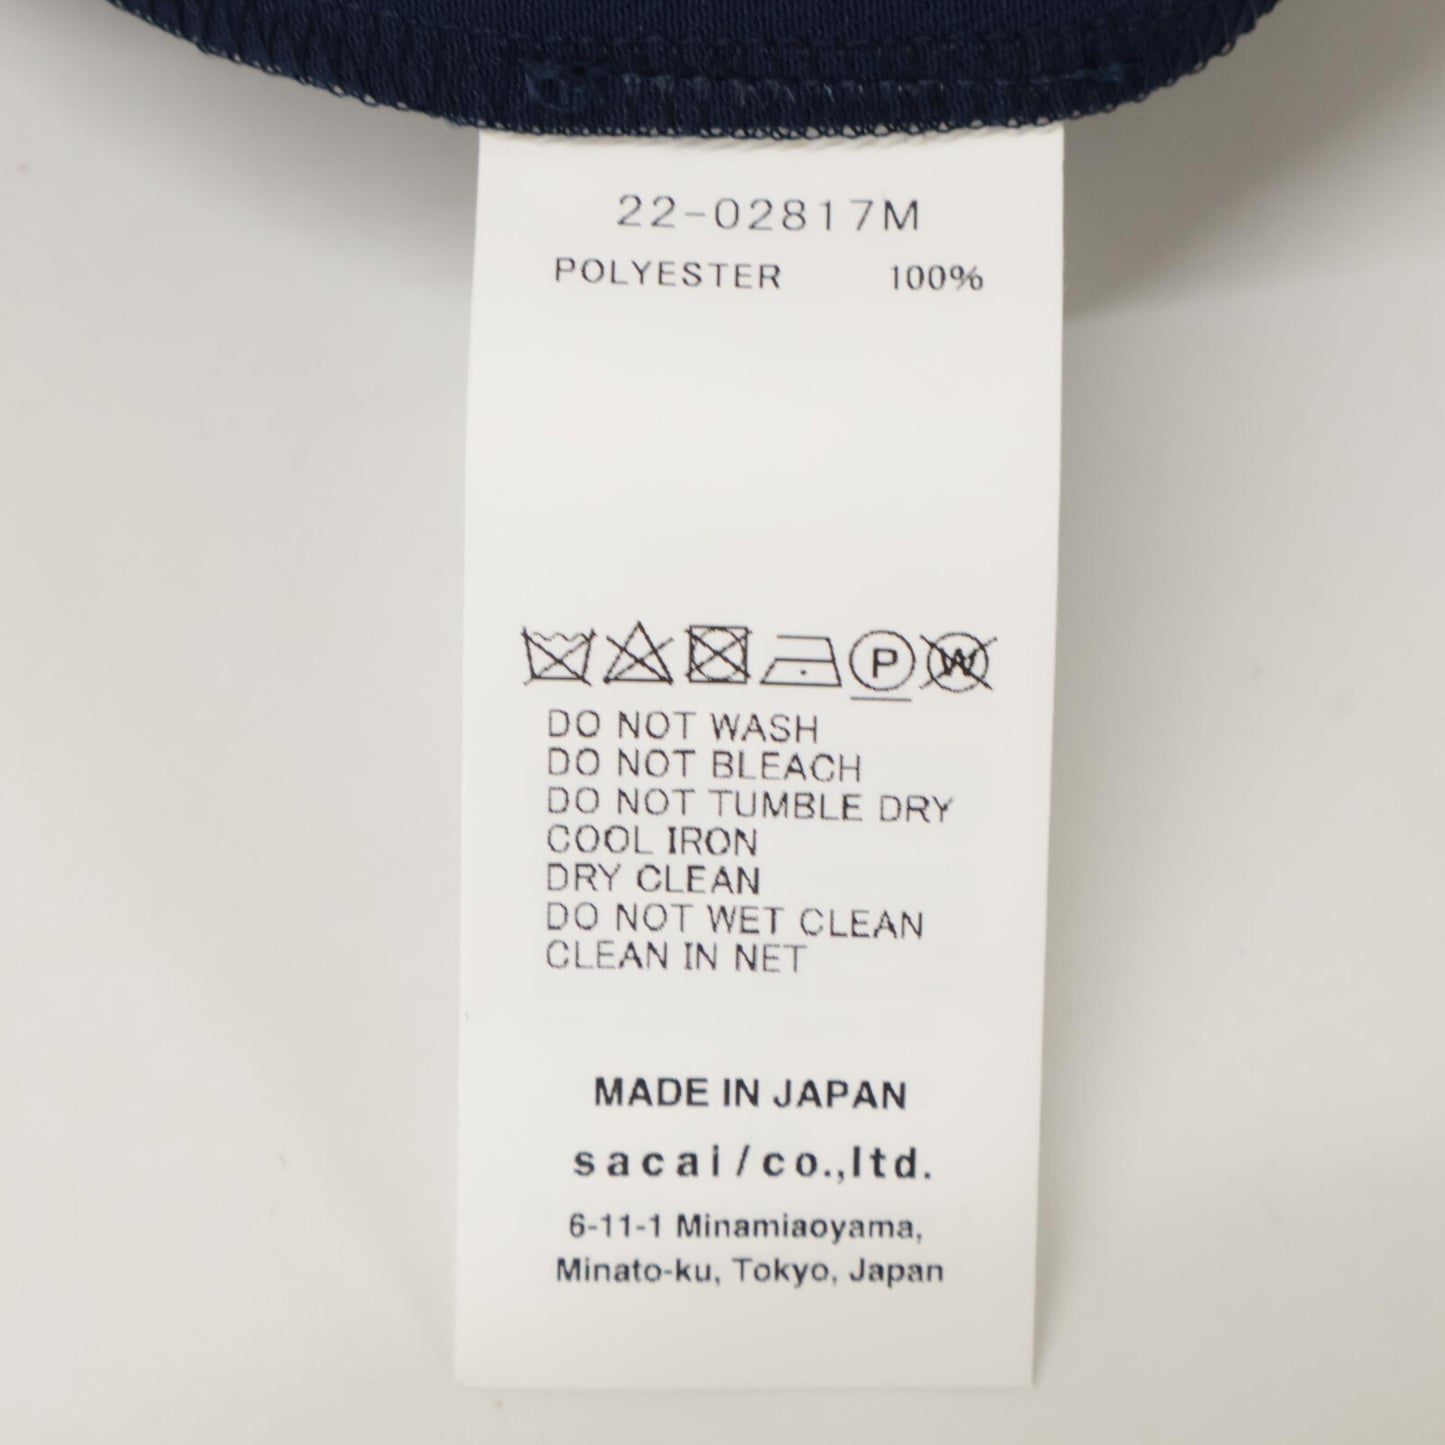 22-02817M
POLYESTER 100%
P W
DO NOT WASH
DO NOT BLEACH
DO NOT TUMBLE DRY
COOL IRON
DRY CLEAN
DO NOT WET CLEAN
CLEAN IN NET
MADE IN JAPAN
sacai/co.,ltd.
6-11-1 Minamiaoyama,
Minato-ku, Tokyo, Japan